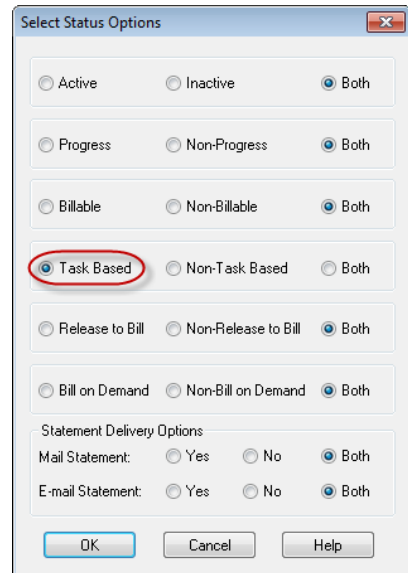 Select Status Options
Active Inactive Both
Progress Non-Progress Both
Billable Non-Billable Both
Task Based Non-Task Based Both
Release to Bill Non-Release to Bill Both
Bill on Demand Non-Bill on Demand Both
Statement Delivery Options
Mail Statement: Yes No Both
E-mail Statement: Yes No Both
OK Cancel Help